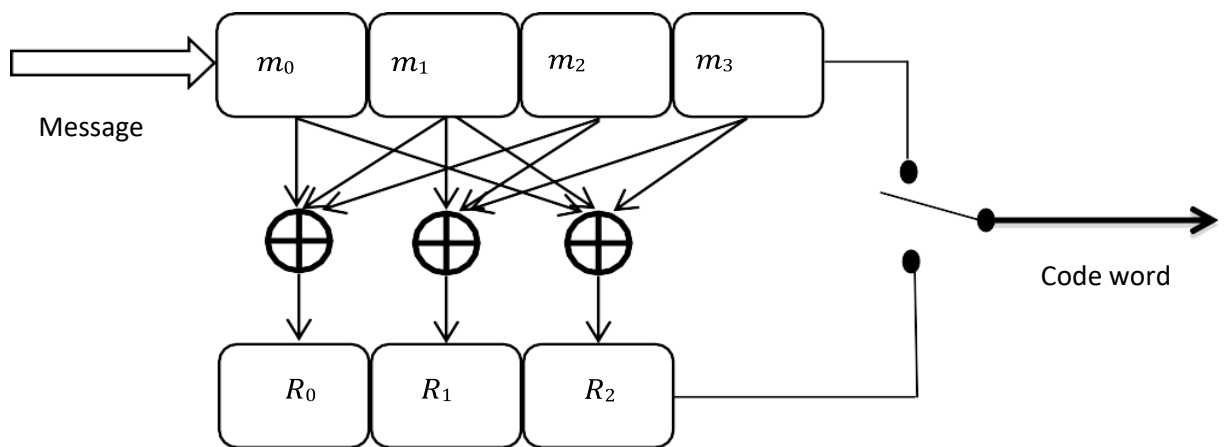 m₀ m₁ m₂ m₃
Message
Code word
R₀ R₁ R₂